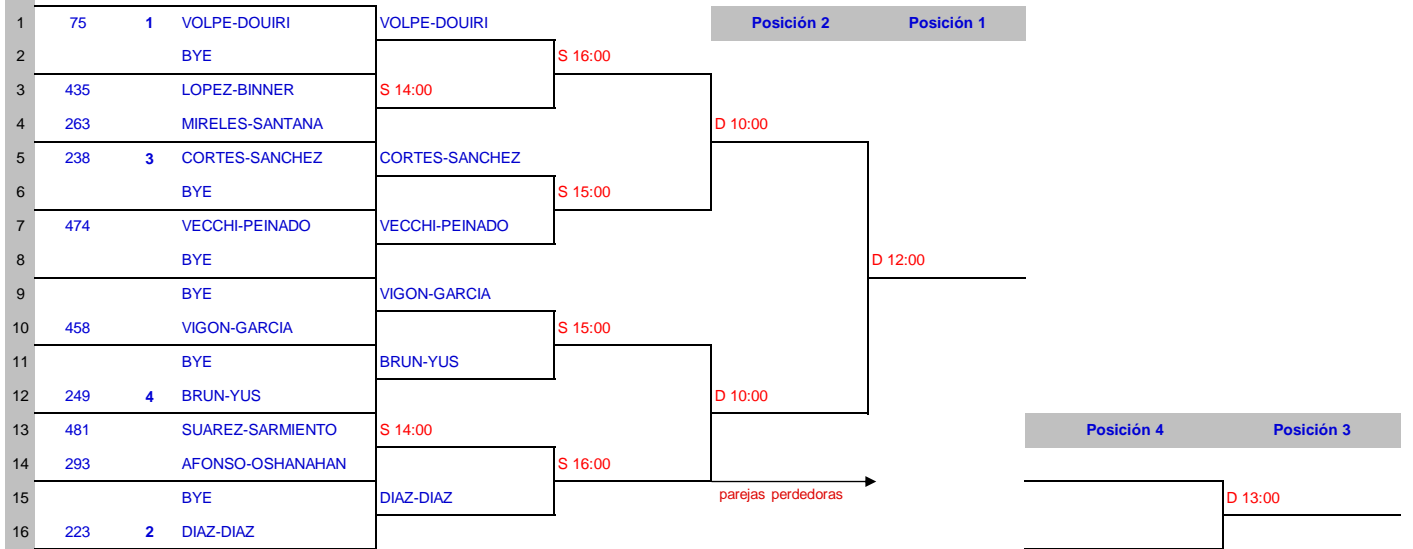 1 75 1 VOLPE-DOUIRI VOLPE-DOUIRI Posición 2 Posición 1
2 BYE S 16:00
3 435 LOPEZ-BINNER S 14:00
4 263 MIRELES-SANTANA D 10:00
5 238 3 CORTES-SANCHEZ CORTES-SANCHEZ
6 BYE S 15:00
7 474 VECCHI-PEINADO VECCHI-PEINADO
8 BYE D 12:00
9 BYE VIGON-GARCIA
10 458 VIGON-GARCIA S 15:00
11 BYE BRUN-YUS
12 249 4 BRUN-YUS D 10:00
13 481 SUAREZ-SARMIENTO S 14:00 Posición 4 Posición 3
14 293 AFONSO-OSHANAHAN S 16:00
15 BYE DIAZ-DIAZ parejas perdedoras D 13:00
16 223 2 DIAZ-DIAZ